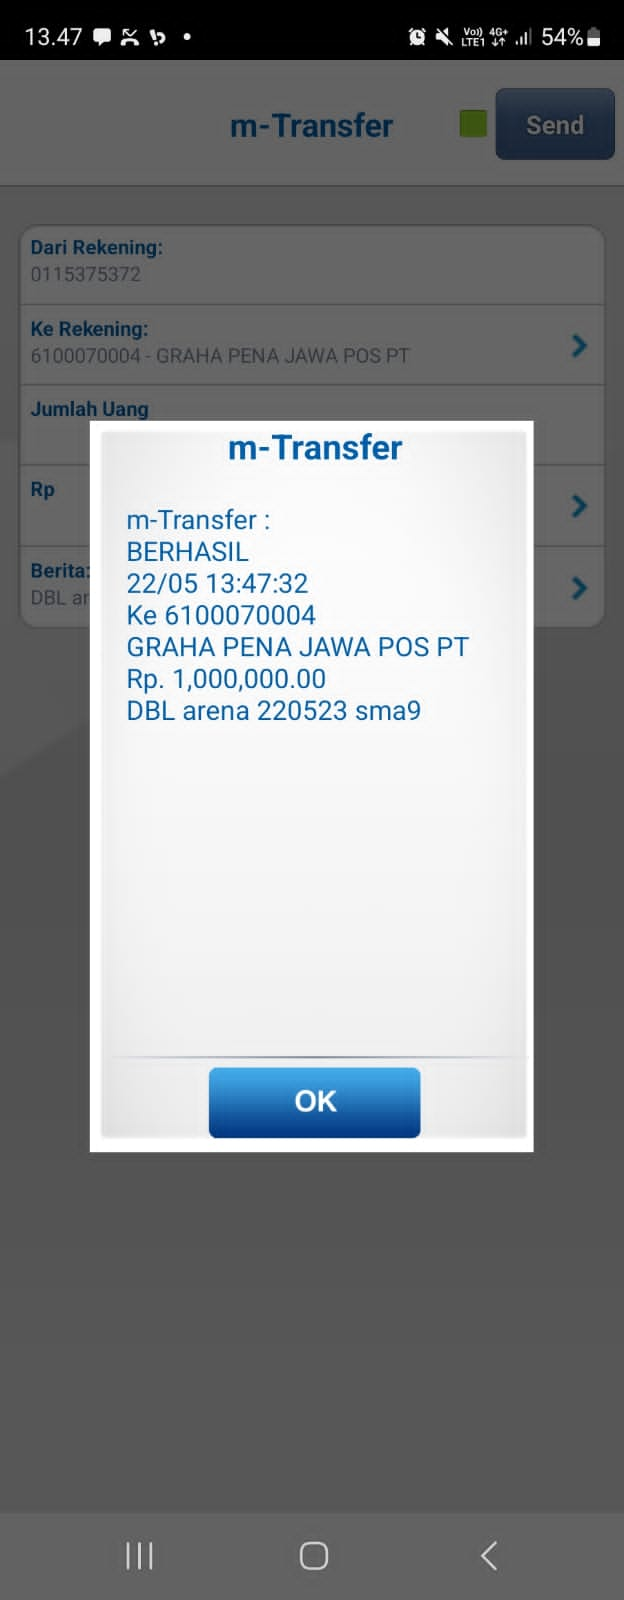 13.47
Vo)) 4G+
LTE1
54%
m-Transfer
Send
Dari Rekening:
0115375372
Ke Rekening:
6100070004 - GRAHA PENA JAWA POS PT
Jumlah Uang
Rp
Berita:
DBL ar
m-Transfer
m-Transfer :
BERHASIL
22/05 13:47:32
Ke 6100070004
GRAHA PENA JAWA POS PT
Rp. 1,000,000.00
DBL arena 220523 sma9
OK